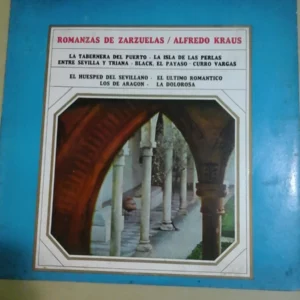 ROMANZAS DE ZARZUELAS / ALFREDO KRAUS
LA TABERNERA DEL PUERTO - LA ISLA DE LAS PERLAS
ENTRE SEVILLA Y TRIANA - BLACK, EL PAYASO - CURRO VARGAS
EL HUESPED DEL SEVILLANO - EL ULTIMO ROMANTICO
LOS DE ARAGON - LA DOLOROSA